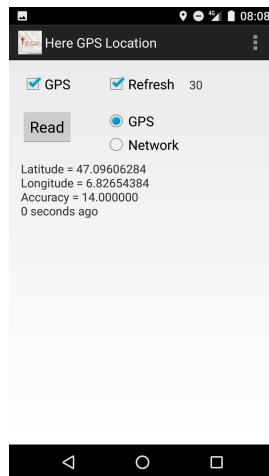 08:08
Here GPS Location
GPS
Refresh 30
Read
GPS
Network
Latitude = 47.09606284
Longitude = 6.82654384
Accuracy = 14.000000
0 seconds ago